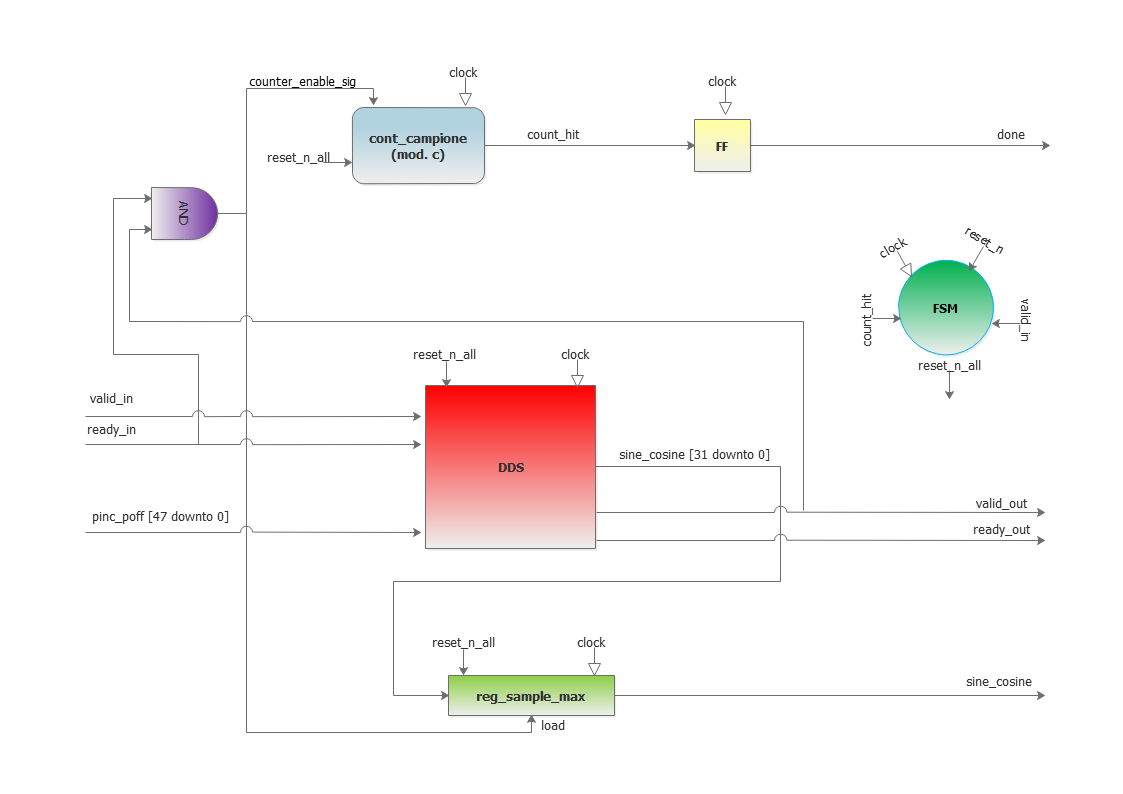 clock
counter_enable_sig
clock
cont_campione
(mod. c)
count_hit
FF
done
reset_n_all
AND
clock
reset_n
count_hit
FSM
valid_in
reset_n_all
reset_n_all
clock
valid_in
ready_in
DDS
sine_cosine [31 downto 0]
pinc_poff [47 downto 0]
valid_out
ready_out
reset_n_all
clock
reg_sample_max
sine_cosine
load